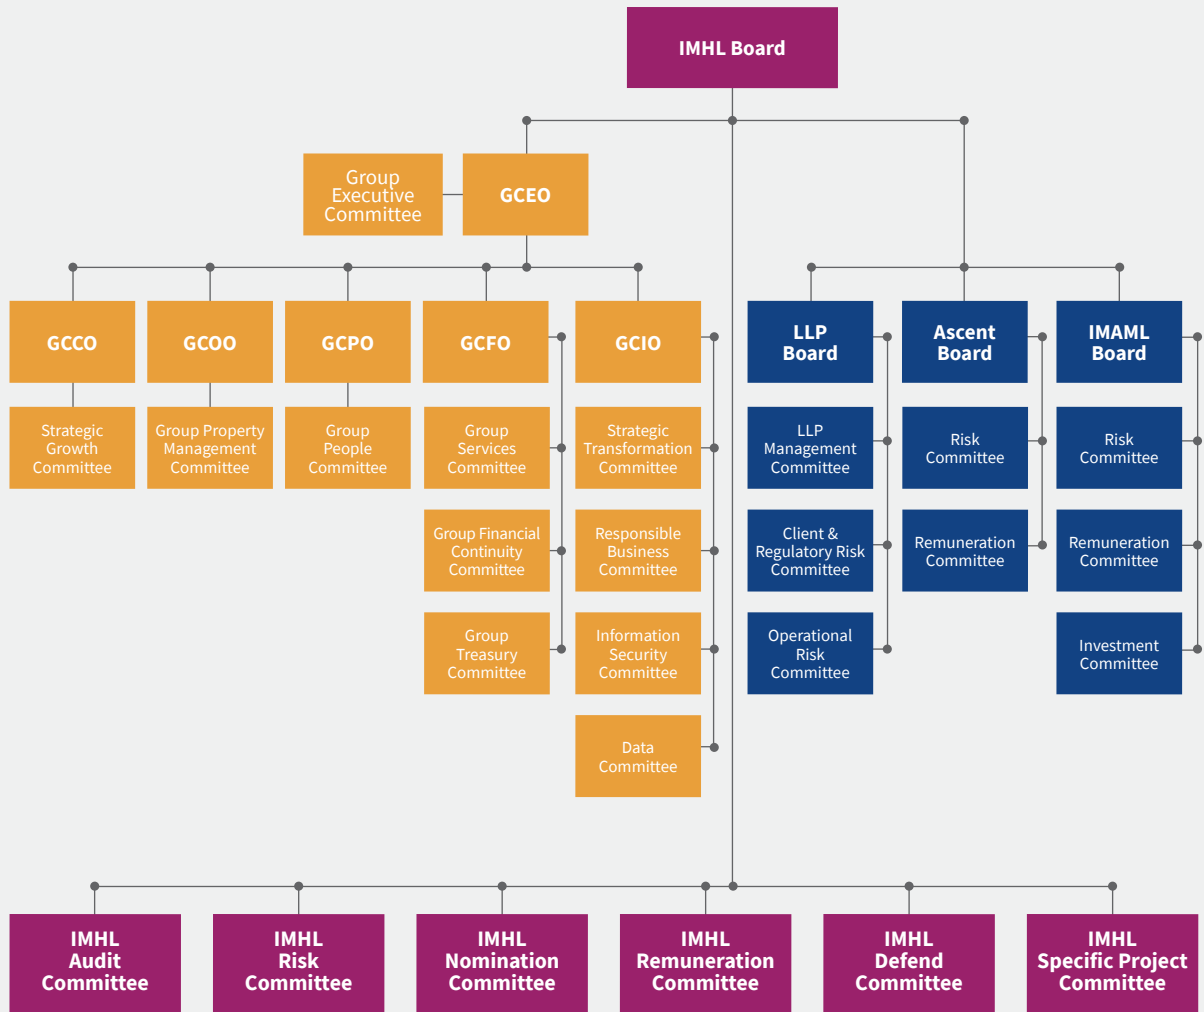 IMHL Board
Group
Executive
Committee
GCEO
GCCO
GCOO
GCPO
GCFO
GCIO
LLP
Board
Ascent
Board
IMAML
Board
Strategic
Growth
Committee
Group Property
Management
Committee
Group
People
Committee
Group
Services
Committee
Strategic
Transformation
Committee
LLP
Management
Committee
Risk
Committee
Risk
Committee
Group Financial
Continuity
Committee
Responsible
Business
Committee
Client &
Regulatory Risk
Committee
Remuneration
Committee
Remuneration
Committee
Group
Treasury
Committee
Information
Security
Committee
Operational
Risk
Committee
Investment
Committee
Data
Committee
IMHL
Audit
Committee
IMHL
Risk
Committee
IMHL
Nomination
Committee
IMHL
Remuneration
Committee
IMHL
Defend
Committee
IMHL
Specific Project
Committee